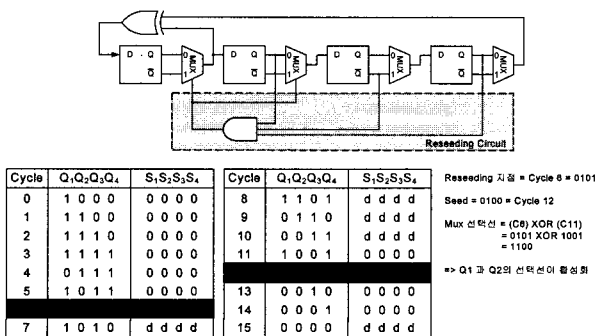 D Q
Q
0
1
MUX
D Q
Q
0
1
MUX
D Q
Q
0
1
MUX
D Q
Q
0
1
MUX
Reseeding Circuit
Cycle Q₁Q₂Q₃Q₄ S₁S₂S₃S₄
0 1 0 0 0 0 0 0 0
1 1 1 0 0 0 0 0 0
2 1 1 1 0 0 0 0 0
3 1 1 1 1 0 0 0 0
4 0 1 1 1 0 0 0 0
5 1 0 1 1 0 0 0 0
7 1 0 1 0 d d d d
Cycle Q₁Q₂Q₃Q₄ S₁S₂S₃S₄
8 1 1 0 1 d d d d
9 0 1 1 0 d d d d
10 0 0 1 1 d d d d
11 1 0 0 1 d d d d
13 0 0 1 0 0 0 0 0
14 0 0 0 1 0 0 0 0
15 0 0 0 0 0 0 0 0
Reseeding 지점 = Cycle 6 = 0101
Seed = 0100 = Cycle 12
Mux 선택선 = (C6) XOR (C11)
= 0101 XOR 1001
= 1100
=> Q1 과 Q2의 선택선이 활성화